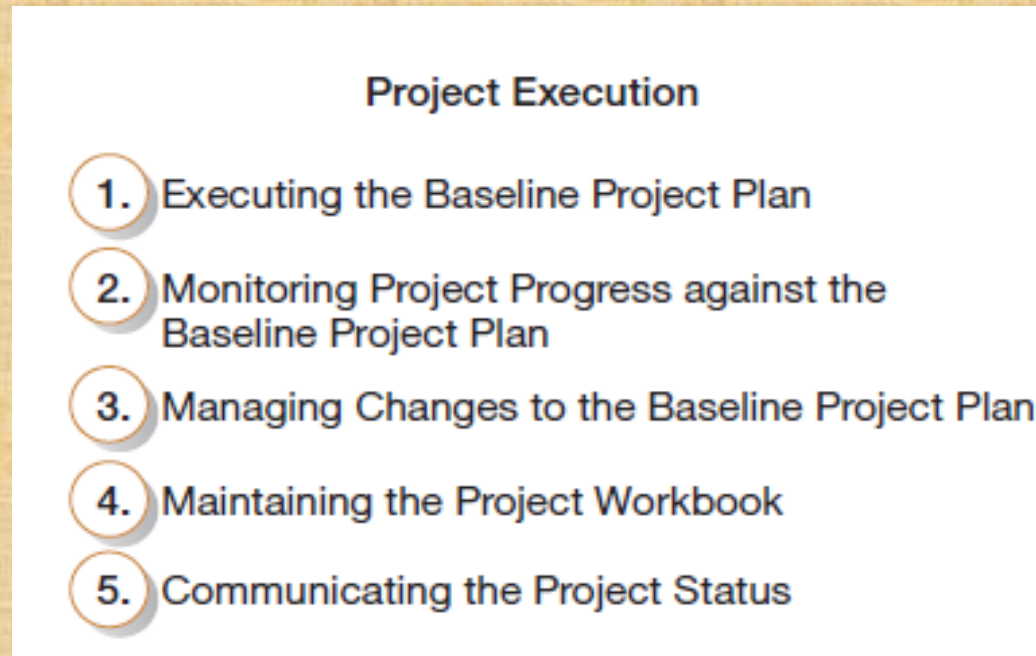 Project Execution
1. Executing the Baseline Project Plan
2. Monitoring Project Progress against the
Baseline Project Plan
3. Managing Changes to the Baseline Project Plan
4. Maintaining the Project Workbook
5. Communicating the Project Status